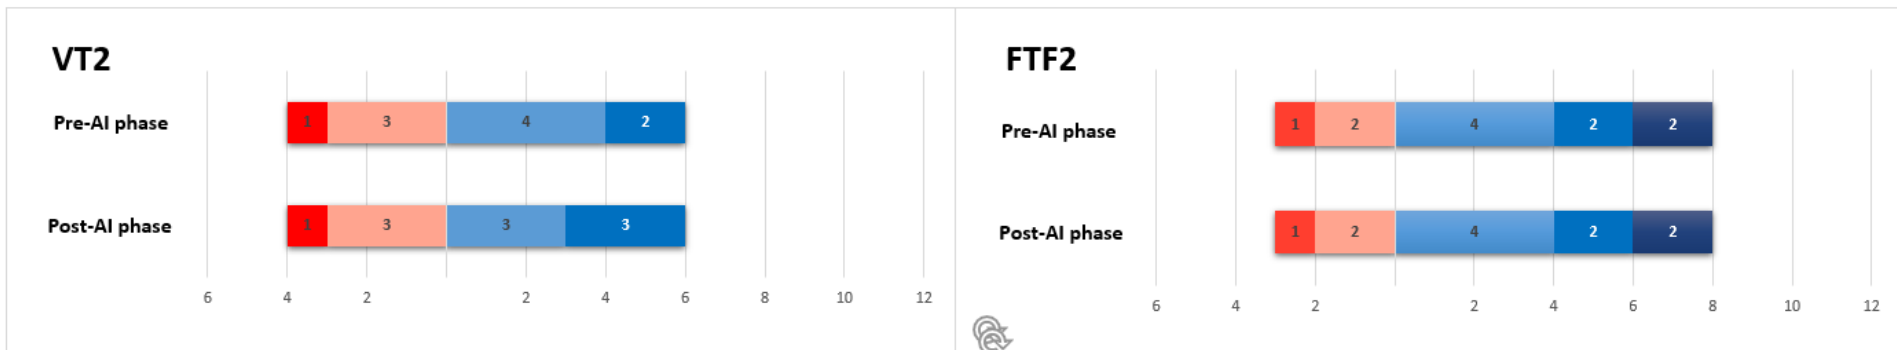 VT2
Pre-AI phase
1 3 4 2
Post-AI phase
1 3 3 3
6 4 2 2 4 6 8 10 12
FTF2
Pre-AI phase
1 2 4 2 2
Post-AI phase
1 2 4 2 2
6 4 2 2 4 6 8 10 12